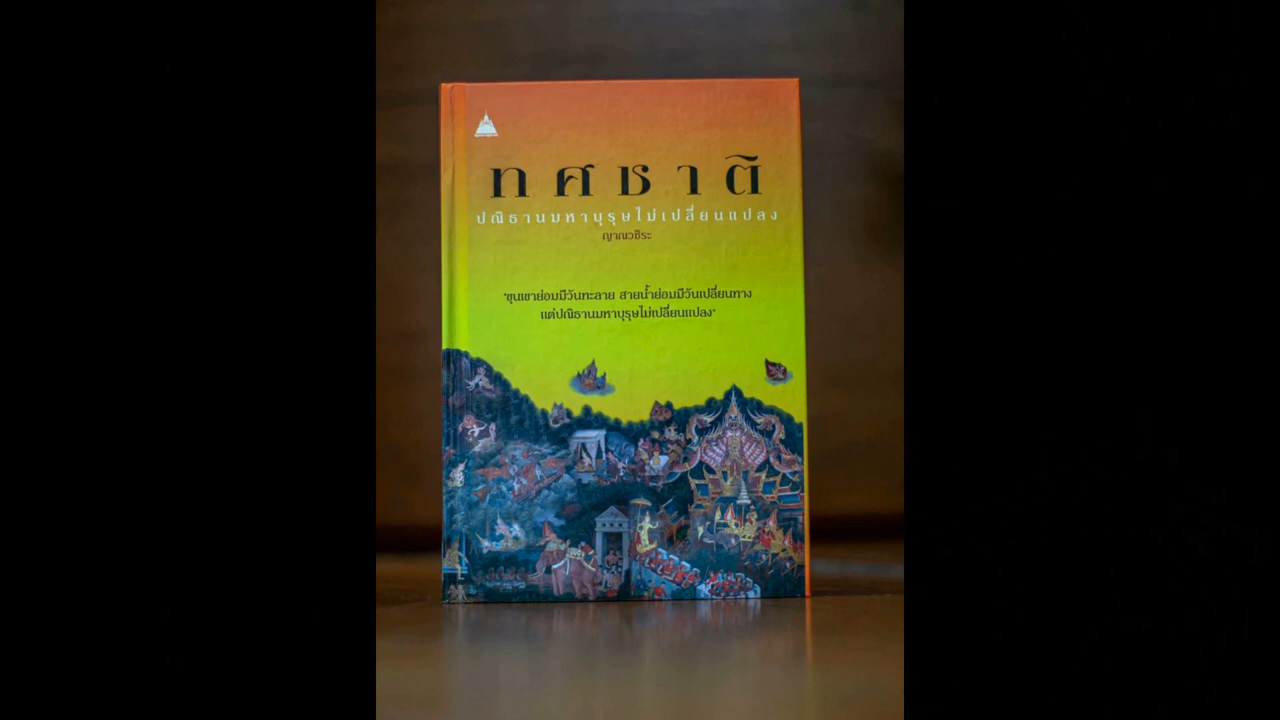 ทศชาติ
ปณิธานมหาบุรุษไม่เปลี่ยนแปลง
ญาณวชิระ
"ขุนเขาย่อมมีวันทะลาย สายน้ำย่อมมีวันเปลี่ยนทาง
แต่ปณิธานมหาบุรุษไม่เปลี่ยนแปลง"